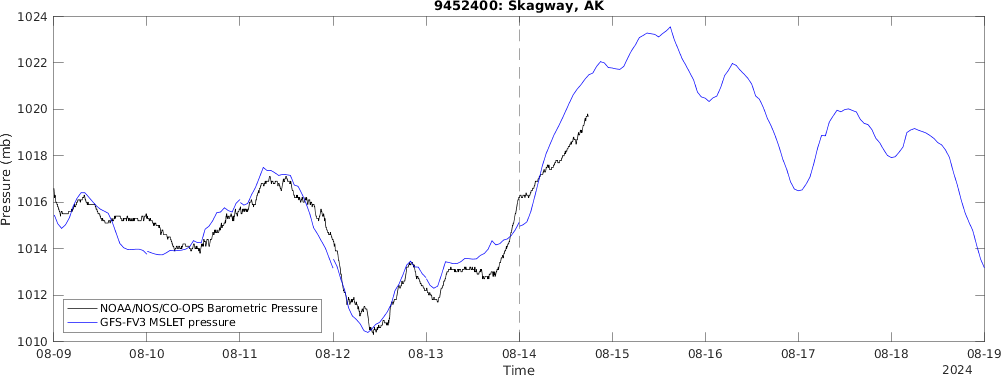 9452400: Skagway, AK
Pressure (mb)
1024
1022
1020
1018
1016
1014
1012
1010
NOAA/NOS/CO-OPS Barometric Pressure
GFS-FV3 MSLET pressure
08-09 08-10 08-11 08-12 08-13 08-14 08-15 08-16 08-17 08-18 08-19
Time
2024